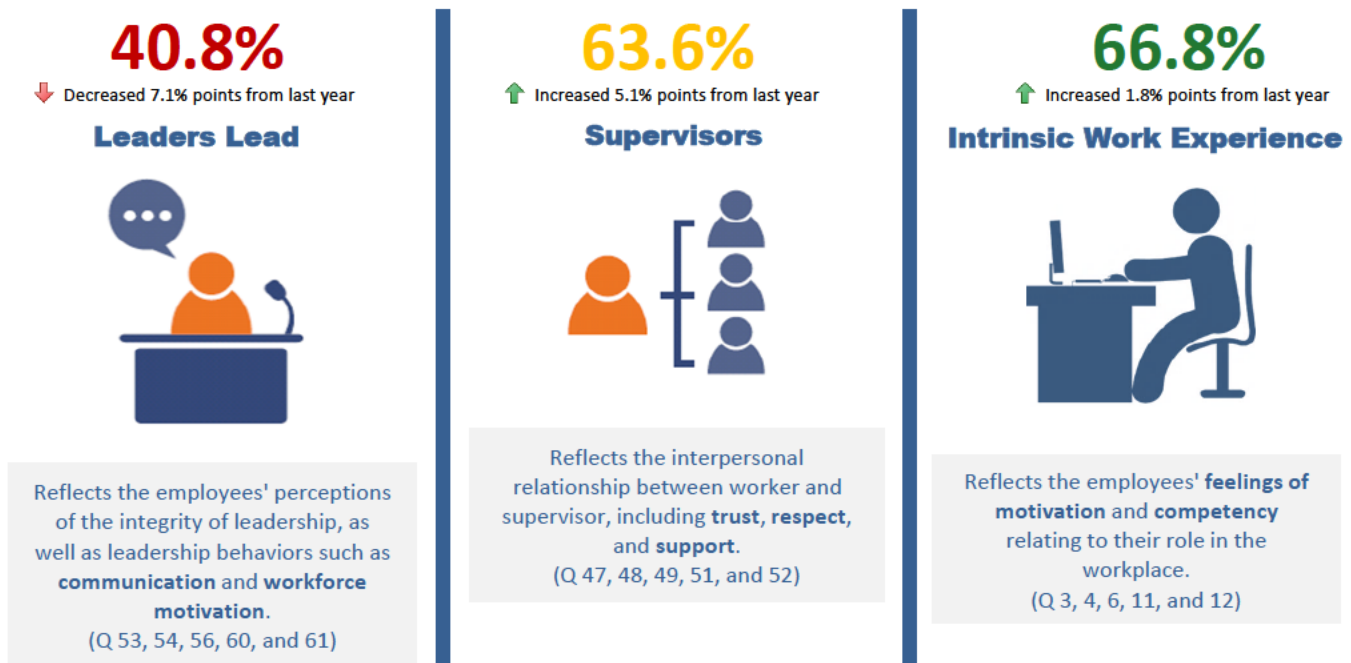 40.8%
Decreased 7.1% points from last year
Leaders Lead
Reflects the employees' perceptions
of the integrity of leadership, as
well as leadership behaviors such as
communication and workforce
motivation.
(Q 53, 54, 56, 60, and 61)
63.6%
Increased 5.1% points from last year
Supervisors
Reflects the interpersonal
relationship between worker and
supervisor, including trust, respect,
and support.
(Q 47, 48, 49, 51, and 52)
66.8%
Increased 1.8% points from last year
Intrinsic Work Experience
Reflects the employees' feelings of
motivation and competency
relating to their role in the
workplace.
(Q 3, 4, 6, 11, and 12)